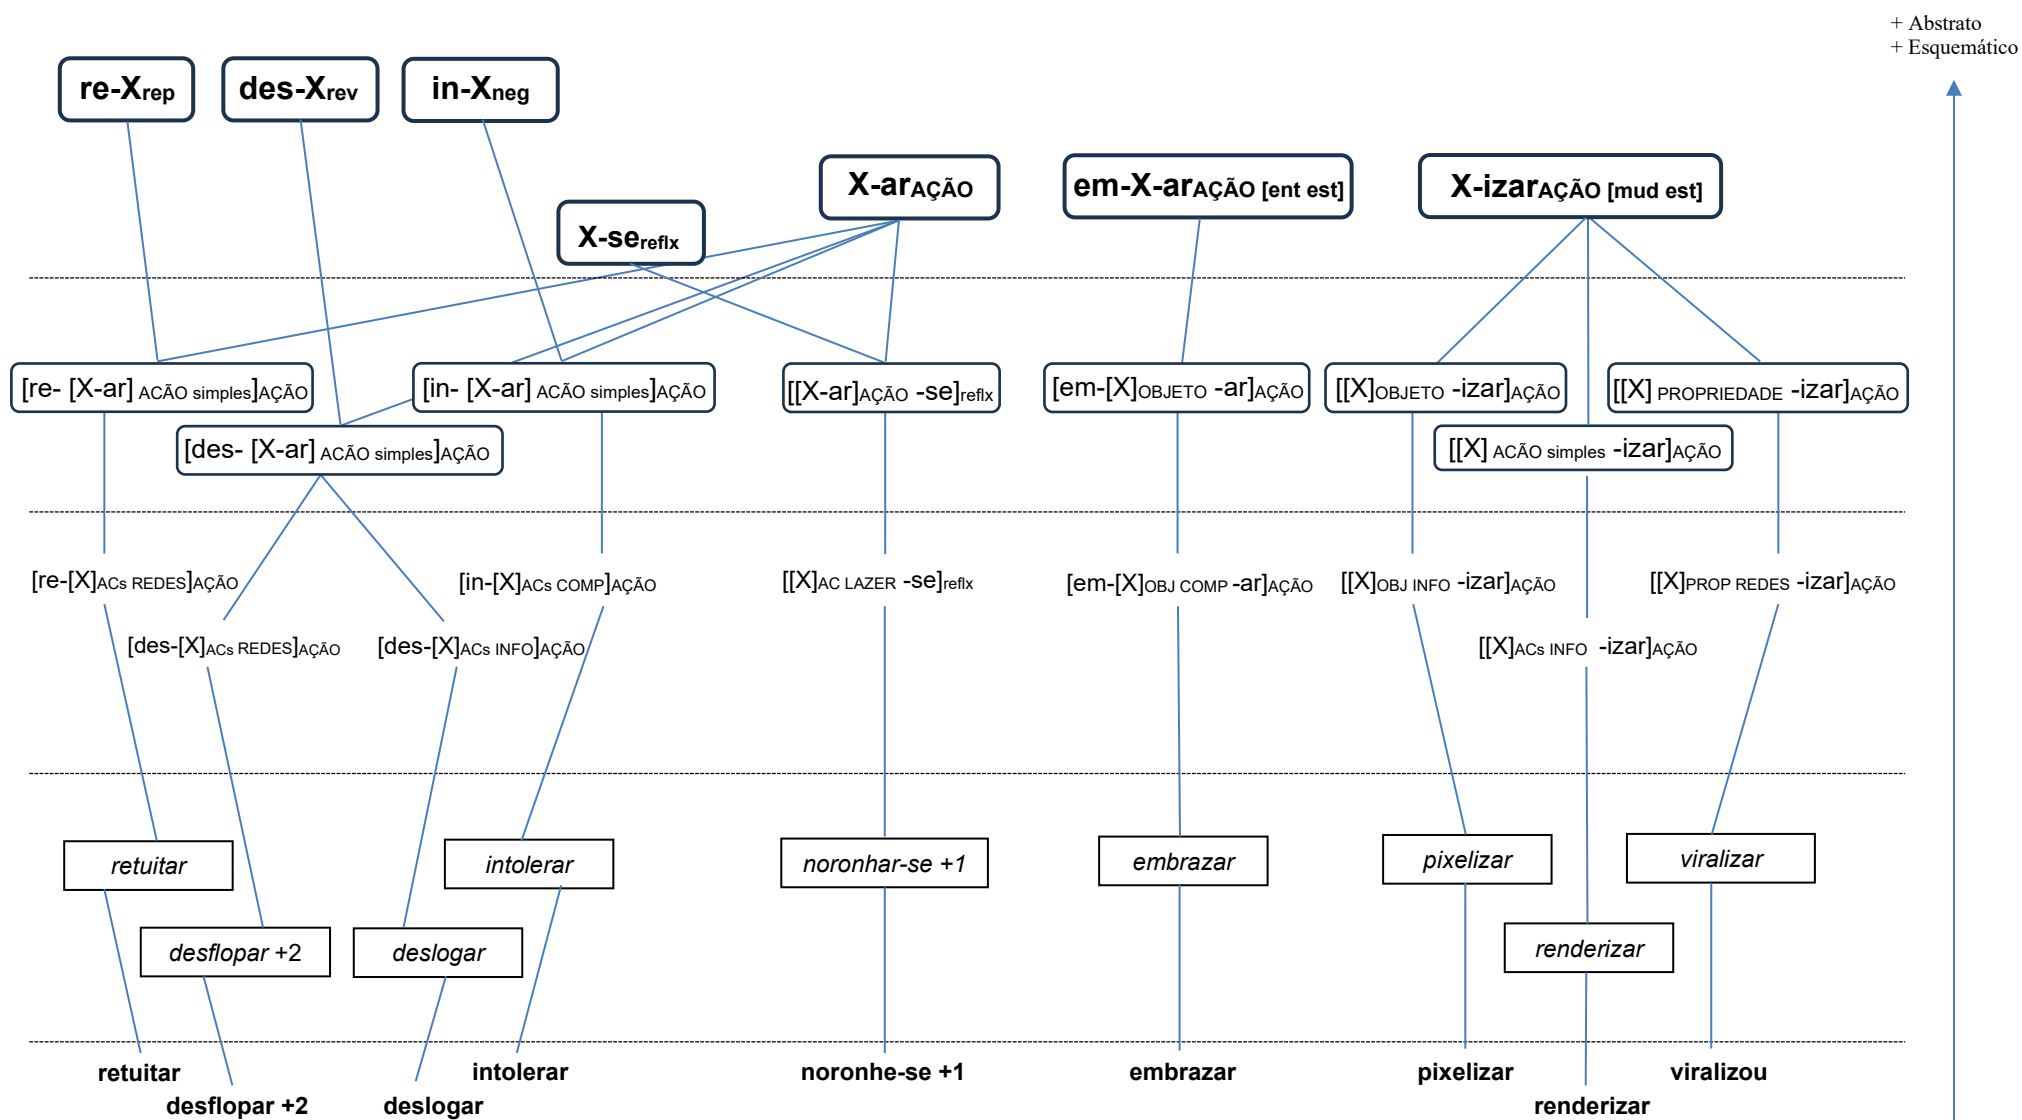 + Abstrato
+ Esquemático
re-Xrep
des-Xrev
in-Xneg
X-arAÇÃO
em-X-arAÇÃO [ent est]
X-izarAÇÃO [mud est]
X-sereflx
[re- [X-ar] ACÃO simples]AÇÃO
[in- [X-ar] ACÃO simples]AÇÃO
[[X-ar]AÇÃO -se]reflx
[em-[X]OBJETO -ar]AÇÃO
[[X]OBJETO -izar]AÇÃO
[[X] PROPRIEDADE -izar]AÇÃO
[des- [X-ar] ACÃO simples]AÇÃO
[[X] ACÃO simples -izar]AÇÃO
[re-[X]ACs REDES]AÇÃO
[in-[X]ACs COMP]AÇÃO
[[X]AC LAZER -se]reflx
[em-[X]OBJ COMP -ar]AÇÃO
[[X]OBJ INFO -izar]AÇÃO
[[X]PROP REDES -izar]AÇÃO
[des-[X]ACs REDES]AÇÃO
[des-[X]ACs INFO]AÇÃO
[[X]ACs INFO -izar]AÇÃO
retuitar
intolerar
noronhar-se +1
embrazar
pixelizar
viralizar
desflopar +2
deslogar
renderizar
retuitar
intolerar
noronhe-se +1
embrazar
pixelizar
viralizou
desflopar +2
deslogar
renderizar